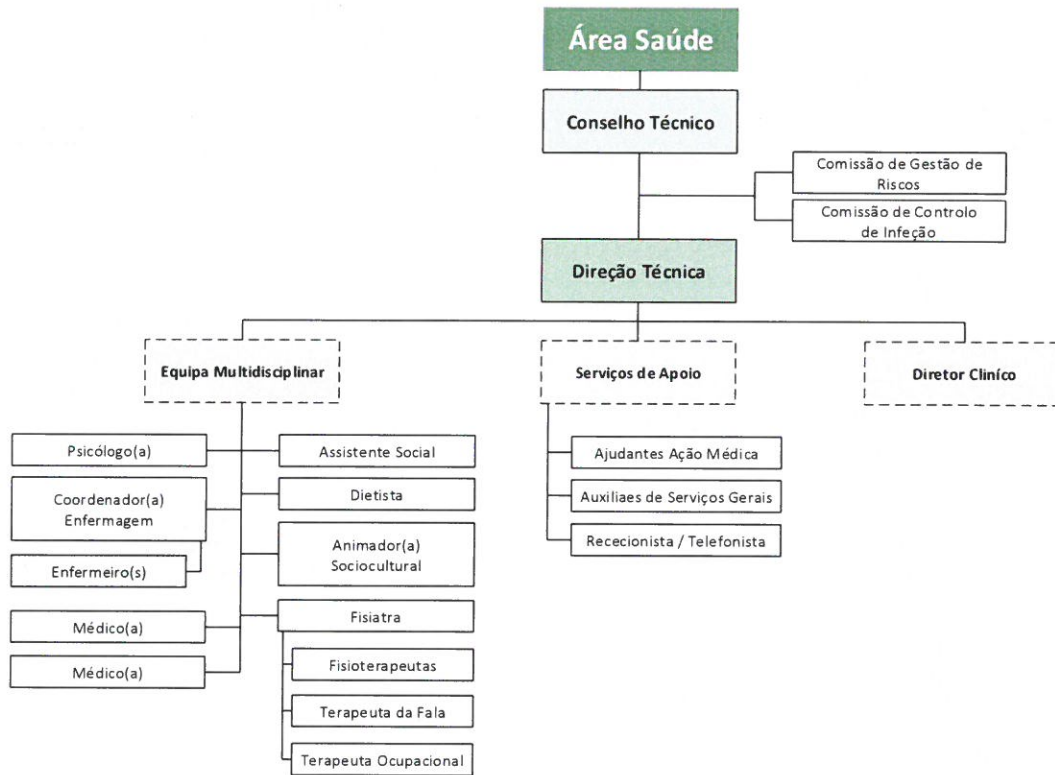 Área Saúde
Conselho Técnico
Comissão de Gestão de
Riscos
Comissão de Controlo
de Infeção
Direção Técnica
Equipa Multidisciplinar
Serviços de Apoio
Diretor Cliníco
Psicólogo(a)
Coordenador(a)
Enfermagem
Enfermeiro(s)
Médico(a)
Médico(a)
Assistente Social
Dietista
Animador(a)
Sociocultural
Fisiatra
Fisioterapeutas
Terapeuta da Fala
Terapeuta Ocupacional
Ajudantes Ação Médica
Auxiliaes de Serviços Gerais
Rececionista / Telefonista